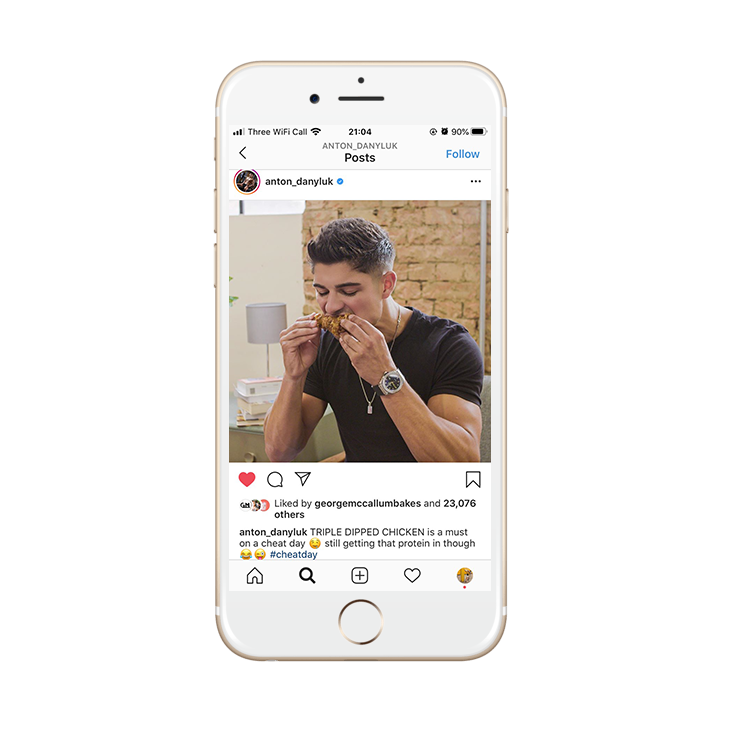 Three WiFi Call 21:04 90%
ANTON_DANYLUK
Posts Follow
anton_danyluk
Liked by georgemccallumbakes and 23,076
others
anton_danyluk TRIPLE DIPPED CHICKEN is a must
on a cheat day 😋 still getting that protein in though
😂😜 #cheatday